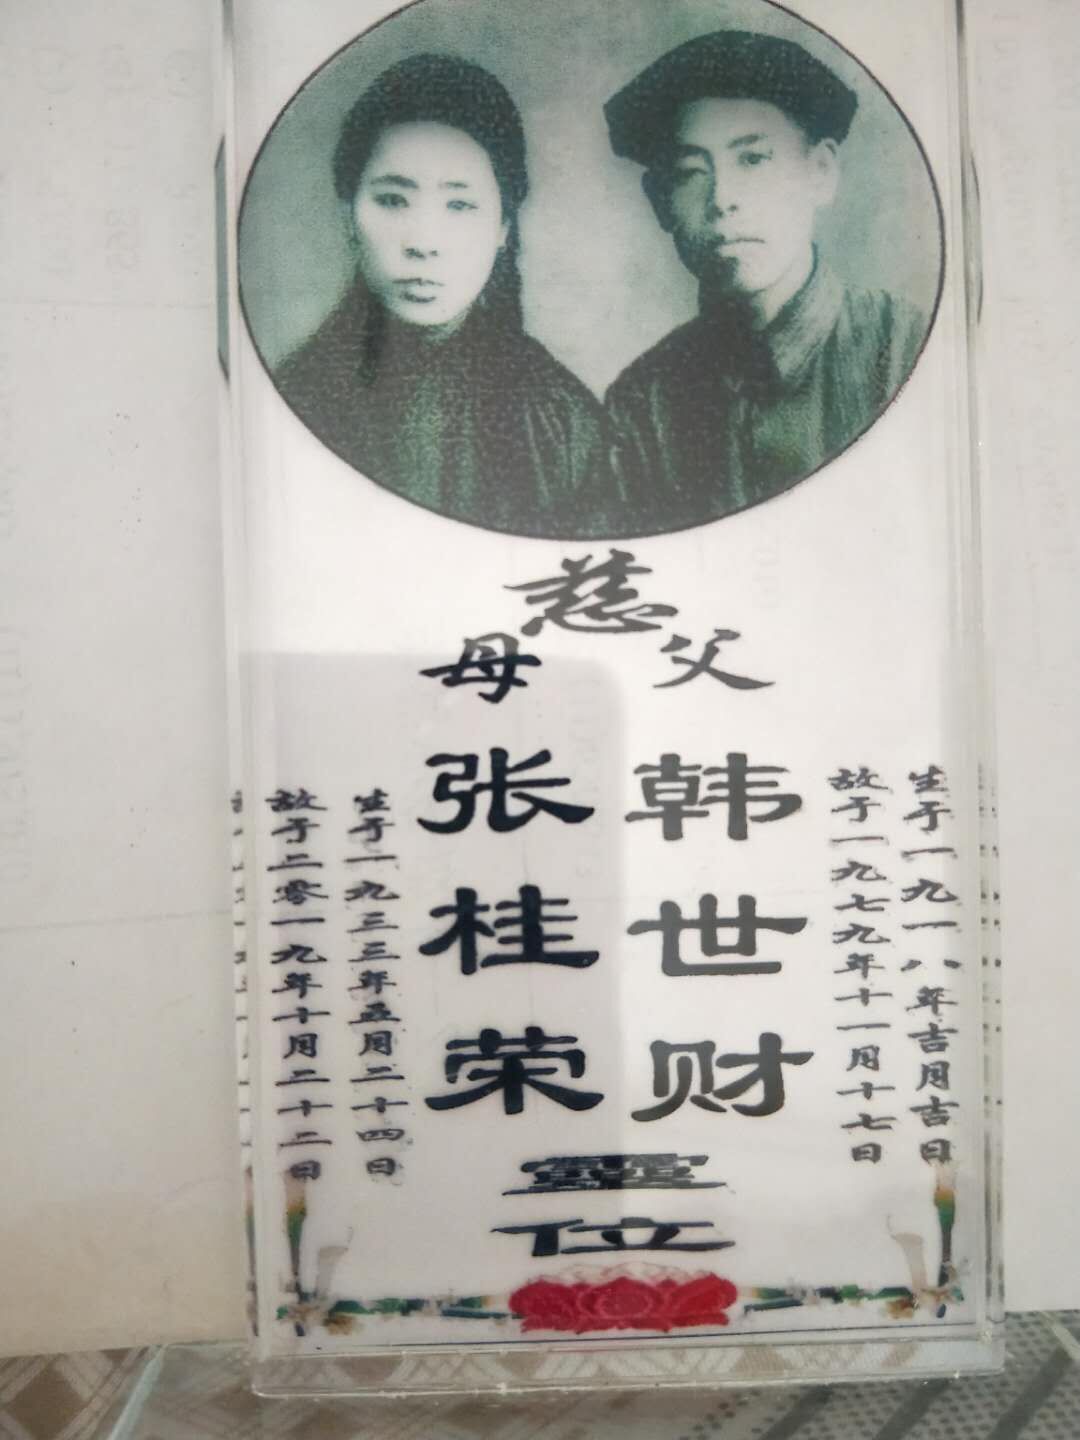 慈
父
母
生于一九一八年吉月吉日
故于一九七九年十一月十七日
韩世财
张桂荣
生于一九三三年五月二十四日
故于二零一九年十月二十二日
靈位